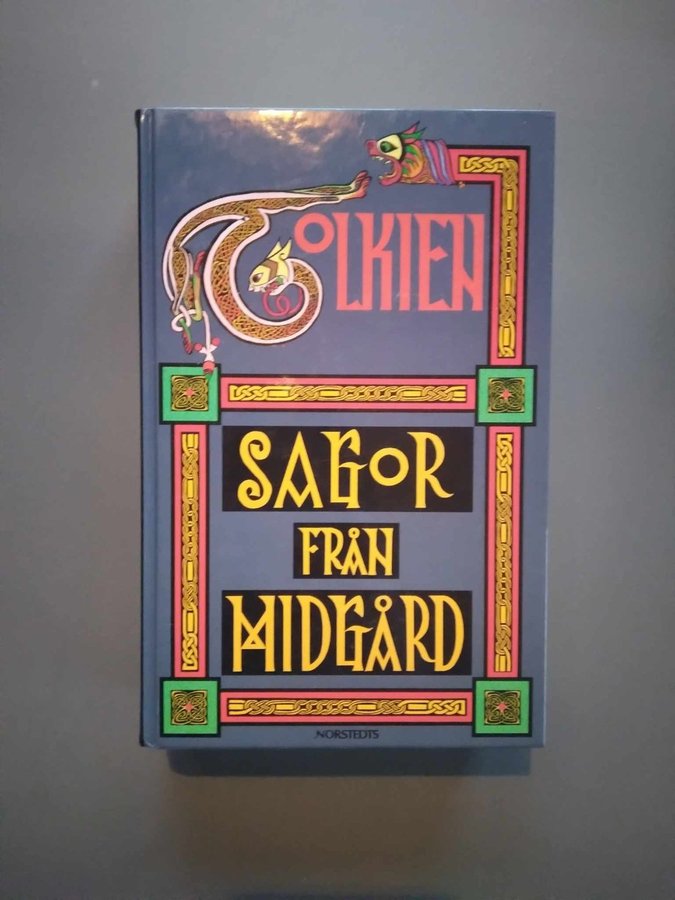 TOLKIEN
SAGOR
FRÅN
MIDGÅRD
NORSTEDTS